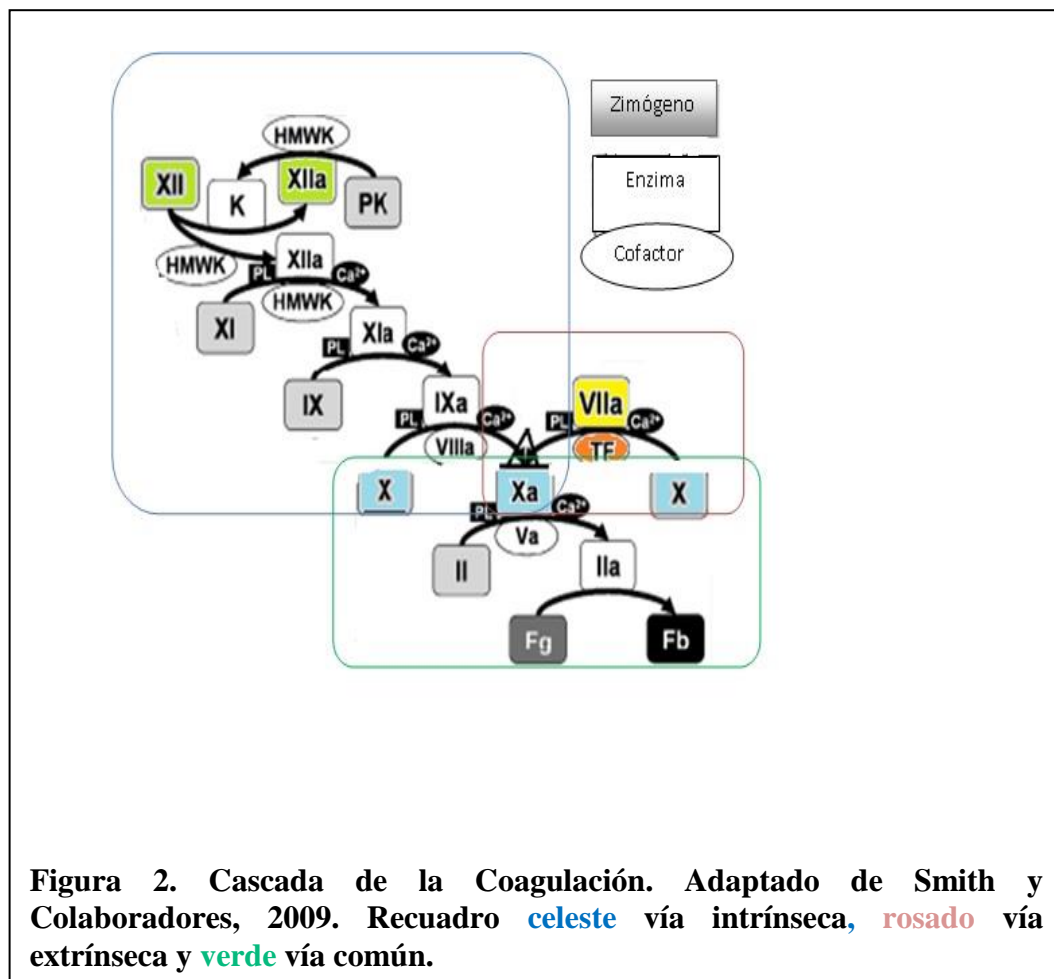 HMWK
XII
K
XIIa
PK
HMWK
XIIa
PL
Ca²⁺
HMWK
XI
XIa
PL
Ca²⁺
IX
IXa
PL
Ca²⁺
VIIIa
VIIa
PL
Ca²⁺
TF
X
Xa
X
PL
Ca²⁺
Va
II
IIa
Fg
Fb
Zimógeno
Enzima
Cofactor
Figura 2. Cascada de la Coagulación. Adaptado de Smith y
Colaboradores, 2009. Recuadro celeste vía intrínseca, rosado vía
extrínseca y verde vía común.